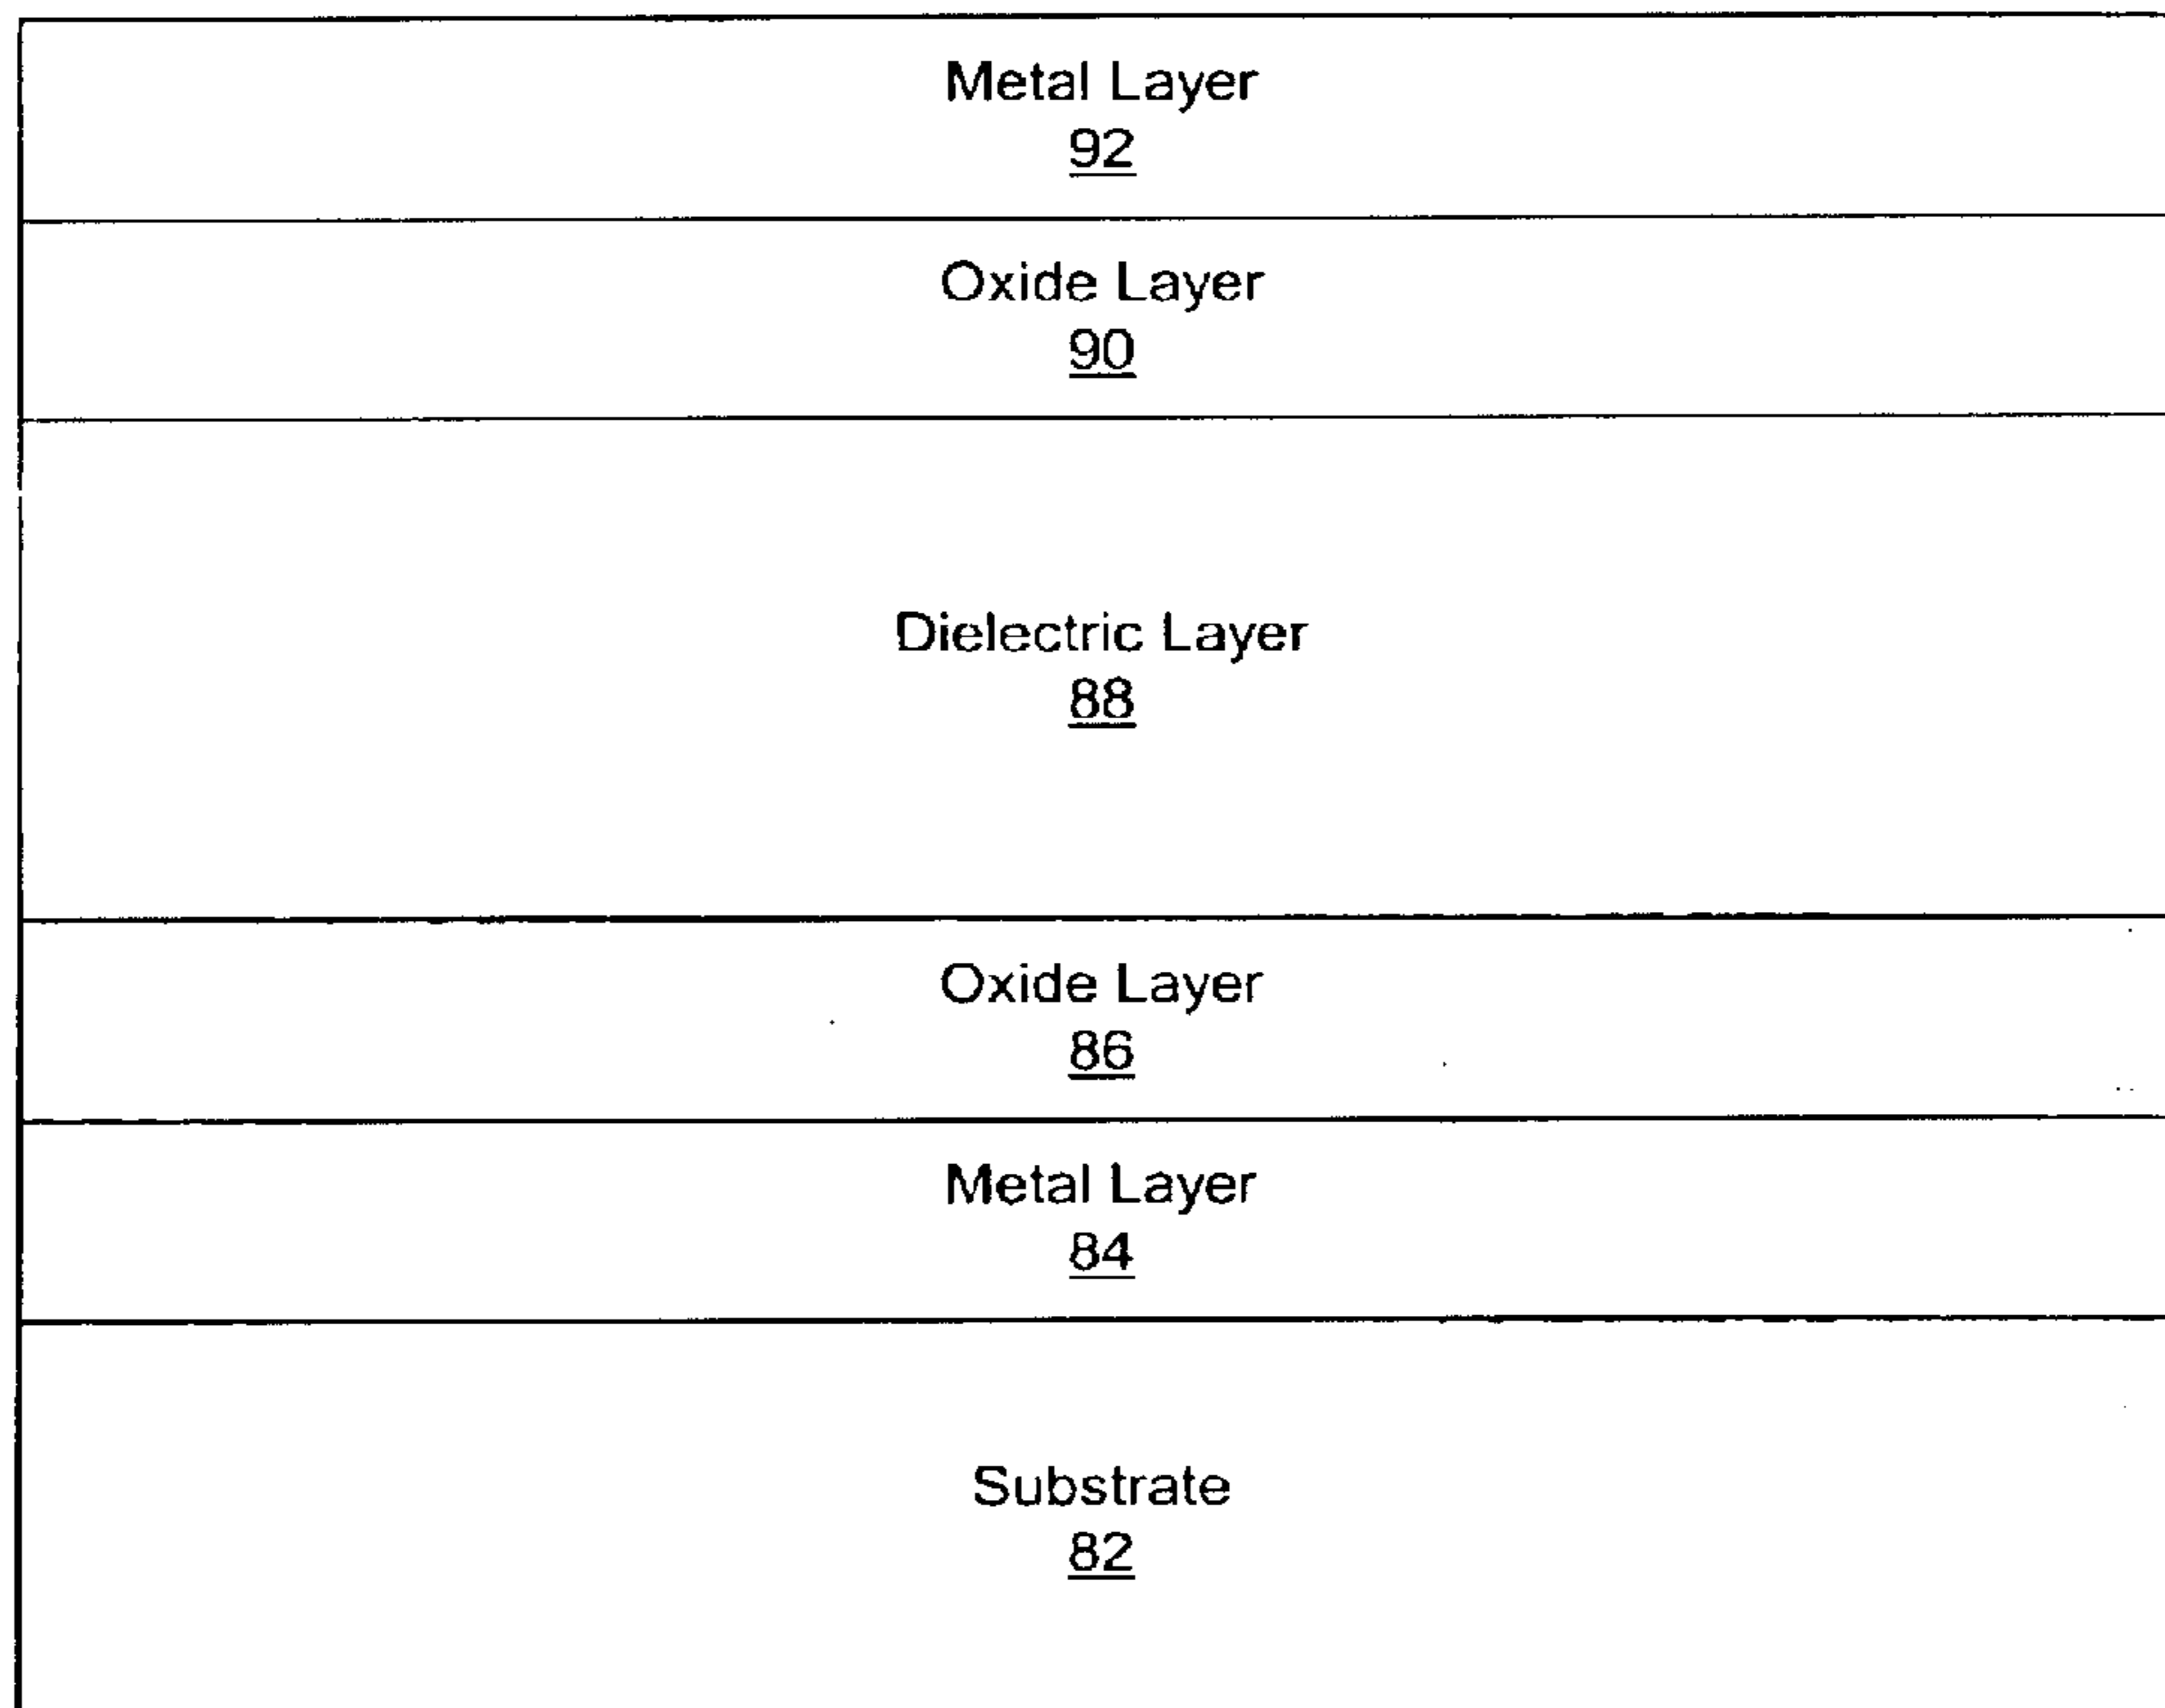 Metal Layer
92
Oxide Layer
90
Dielectric Layer
88
Oxide Layer
86
Metal Layer
84
Substrate
82